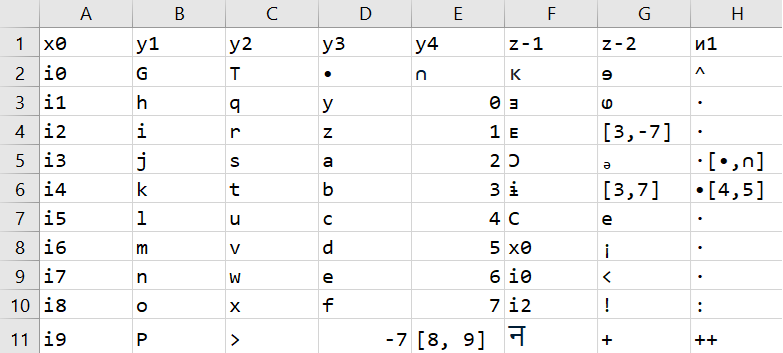 A B C D E F G H
1 x0 y1 y2 y3 y4 z-1 z-2 и1
2 i0 G T • ∩ ĸ ɘ ^
3 i1 h q y 0 ᴟ ꞷ ·
4 i2 i r z 1 ᴇ [3,-7] ·
5 i3 j s a 2 Ɔ ₔ ·[•,∩]
6 i4 k t b 3 ɨ [3,7] •[4,5]
7 i5 l u c 4 C e ·
8 i6 m v d 5 x0 ¡ ·
9 i7 n w e 6 i0 < ·
10 i8 o x f 7 i2 ! :
11 i9 P > -7 [8, 9] न + ++